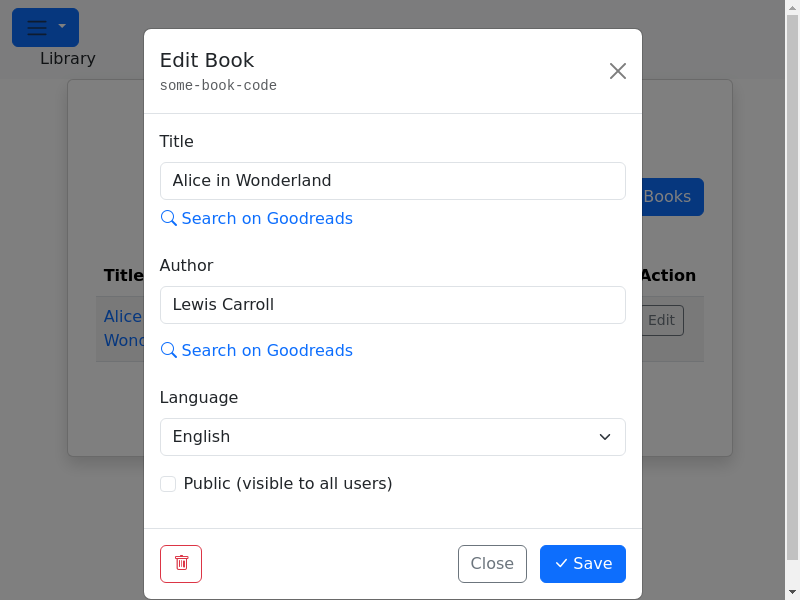 Library
Edit Book
some-book-code
Title
Alice in Wonderland
Search on Goodreads
Author
Lewis Carroll
Search on Goodreads
Language
English
Public (visible to all users)
Close
Save
Books
Title
Action
Alice
Edit